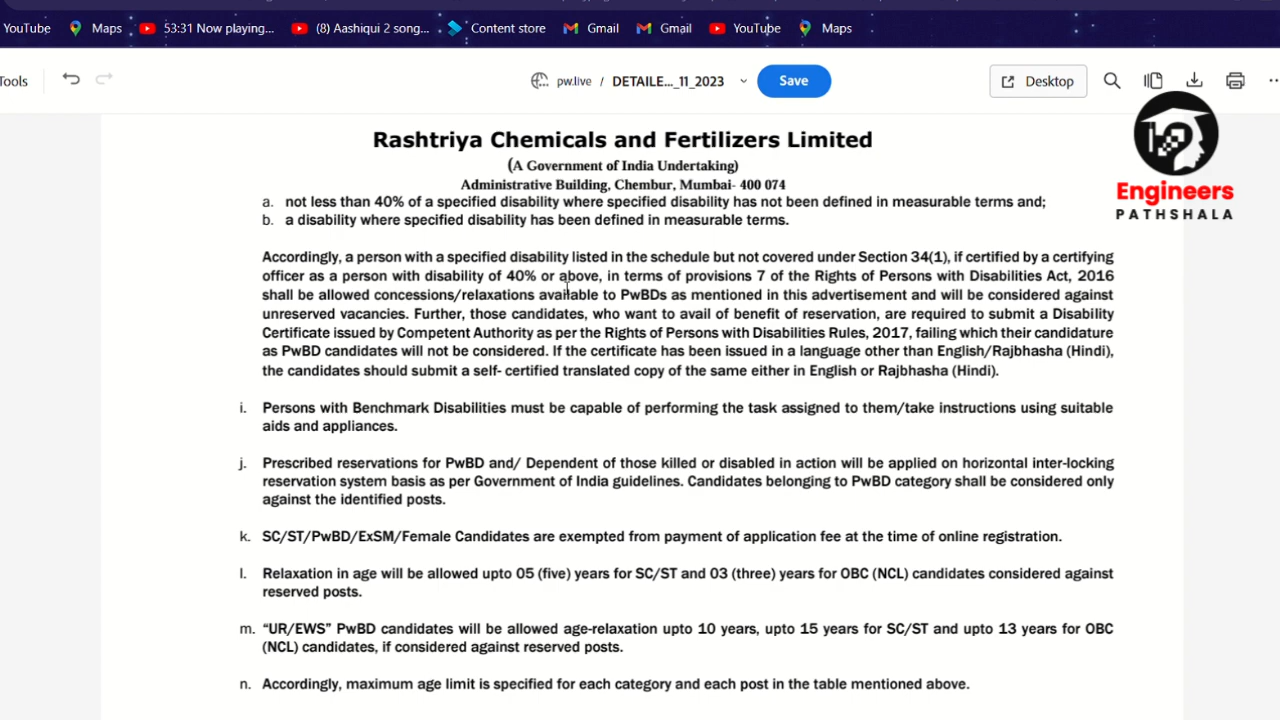 YouTube Maps 53:31 Now playing... (8) Aashiqui 2 song... Content store Gmail Gmail YouTube Maps
Tools pw.live / DETAILE..._11_2023 Save Desktop
Engineers
PATHSHALA
Rashtriya Chemicals and Fertilizers Limited
(A Government of India Undertaking)
Administrative Building, Chembur, Mumbai- 400 074
a. not less than 40% of a specified disability where specified disability has not been defined in measurable terms and;
b. a disability where specified disability has been defined in measurable terms.
Accordingly, a person with a specified disability listed in the schedule but not covered under Section 34(1), if certified by a certifying
officer as a person with disability of 40% or above, in terms of provisions 7 of the Rights of Persons with Disabilities Act, 2016
shall be allowed concessions/relaxations available to PwBDs as mentioned in this advertisement and will be considered against
unreserved vacancies. Further, those candidates, who want to avail of benefit of reservation, are required to submit a Disability
Certificate issued by Competent Authority as per the Rights of Persons with Disabilities Rules, 2017, failing which their candidature
as PwBD candidates will not be considered. If the certificate has been issued in a language other than English/Rajbhasha (Hindi),
the candidates should submit a self- certified translated copy of the same either in English or Rajbhasha (Hindi).
i. Persons with Benchmark Disabilities must be capable of performing the task assigned to them/take instructions using suitable
aids and appliances.
j. Prescribed reservations for PwBD and/ Dependent of those killed or disabled in action will be applied on horizontal inter-locking
reservation system basis as per Government of India guidelines. Candidates belonging to PwBD category shall be considered only
against the identified posts.
k. SC/ST/PwBD/ExSM/Female Candidates are exempted from payment of application fee at the time of online registration.
l. Relaxation in age will be allowed upto 05 (five) years for SC/ST and 03 (three) years for OBC (NCL) candidates considered against
reserved posts.
m. “UR/EWS” PwBD candidates will be allowed age-relaxation upto 10 years, upto 15 years for SC/ST and upto 13 years for OBC
(NCL) candidates, if considered against reserved posts.
n. Accordingly, maximum age limit is specified for each category and each post in the table mentioned above.